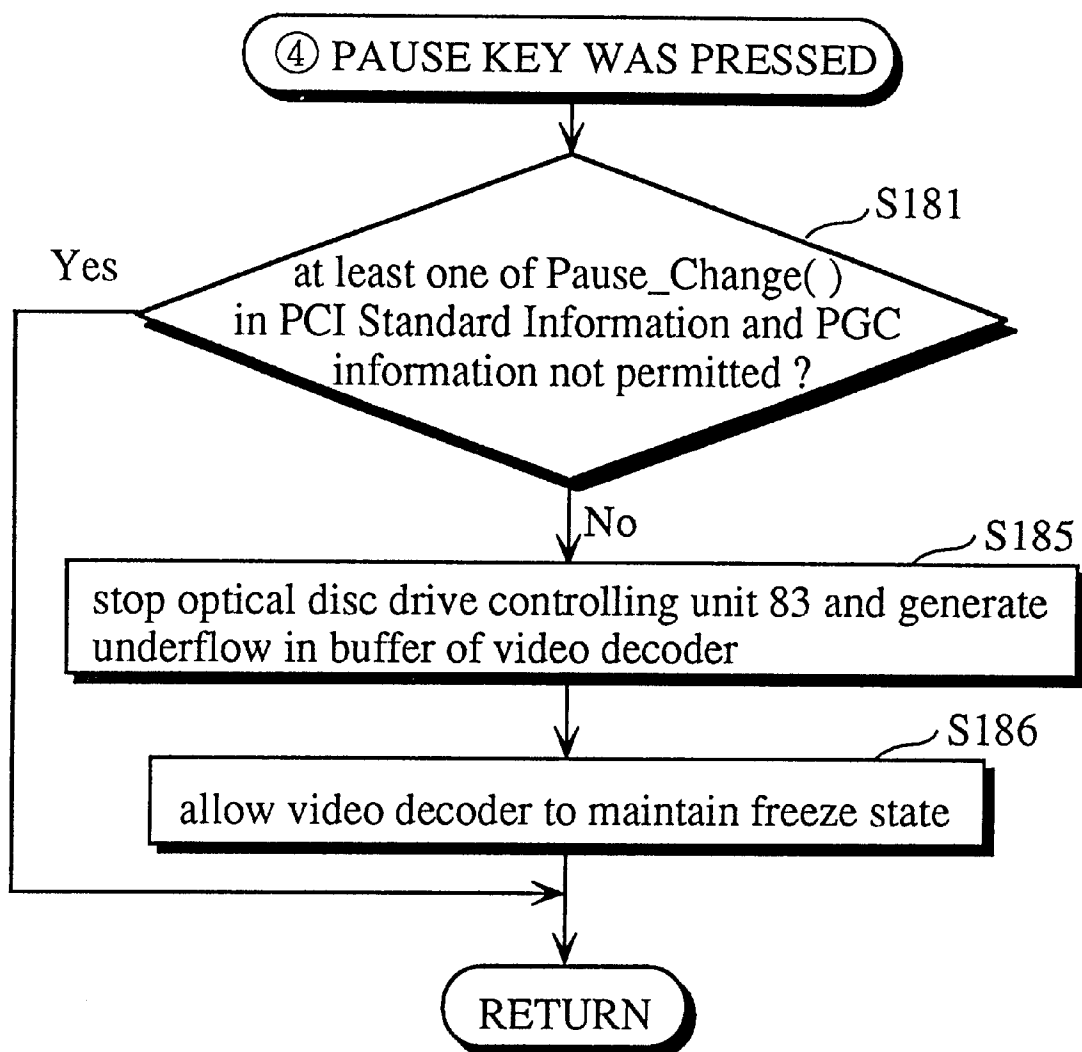 ④ PAUSE KEY WAS PRESSED
S181
Yes
at least one of Pause_Change( )
in PCI Standard Information and PGC
information not permitted ?
No
S185
stop optical disc drive controlling unit 83 and generate
underflow in buffer of video decoder
S186
allow video decoder to maintain freeze state
RETURN